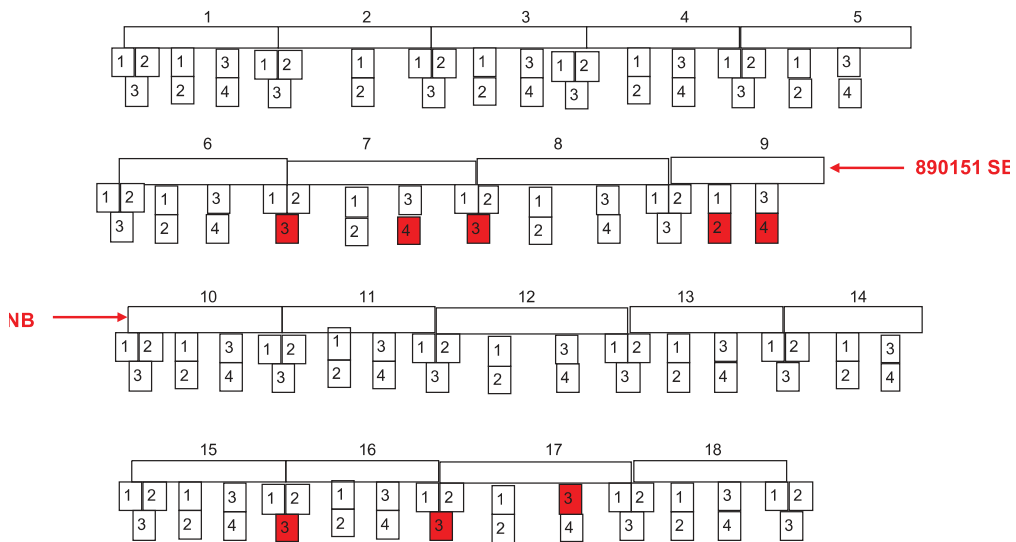 1 2 3 4 5
1 2 1 3 1 2 1 1 2 1 3 1 2 1 3 1 2 1 3
3 2 4 3 2 3 2 4 3 2 4 3 2 4
6 7 8 9
890151 SE
1 2 1 3 1 2 1 3 1 2 1 3 1 2 1 3
3 2 4 3 2 4 3 2 4 3 2 4
10 11 12 13 14
NB
1 2 1 3 1 2 1 3 1 2 1 3 1 2 1 3 1 2 1 3
3 2 4 3 2 4 3 2 4 3 2 4 3 2 4
15 16 17 18
1 2 1 3 1 2 1 3 1 2 1 3 1 2 1 3 1 2
3 2 4 3 2 4 3 2 4 3 2 4 3